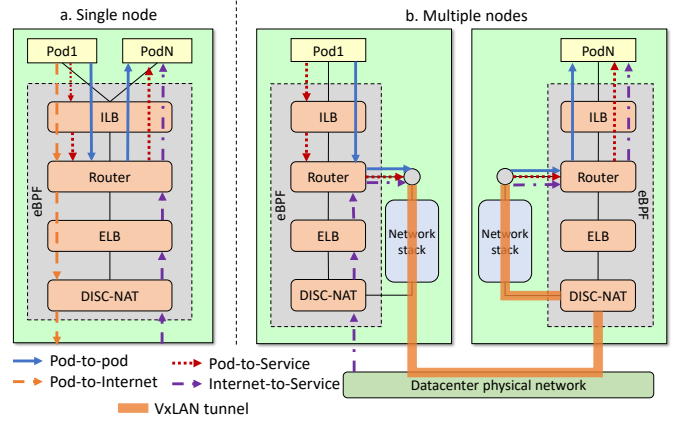 a. Single node
b. Multiple nodes
Pod1
PodN
ILB
Router
eBPF
ELB
DISC-NAT
Pod1
ILB
Router
eBPF
ELB
DISC-NAT
Network
stack
PodN
ILB
Router
eBPF
ELB
DISC-NAT
Network
stack
Pod-to-pod
Pod-to-Service
Pod-to-Internet
Internet-to-Service
VxLAN tunnel
Datacenter physical network